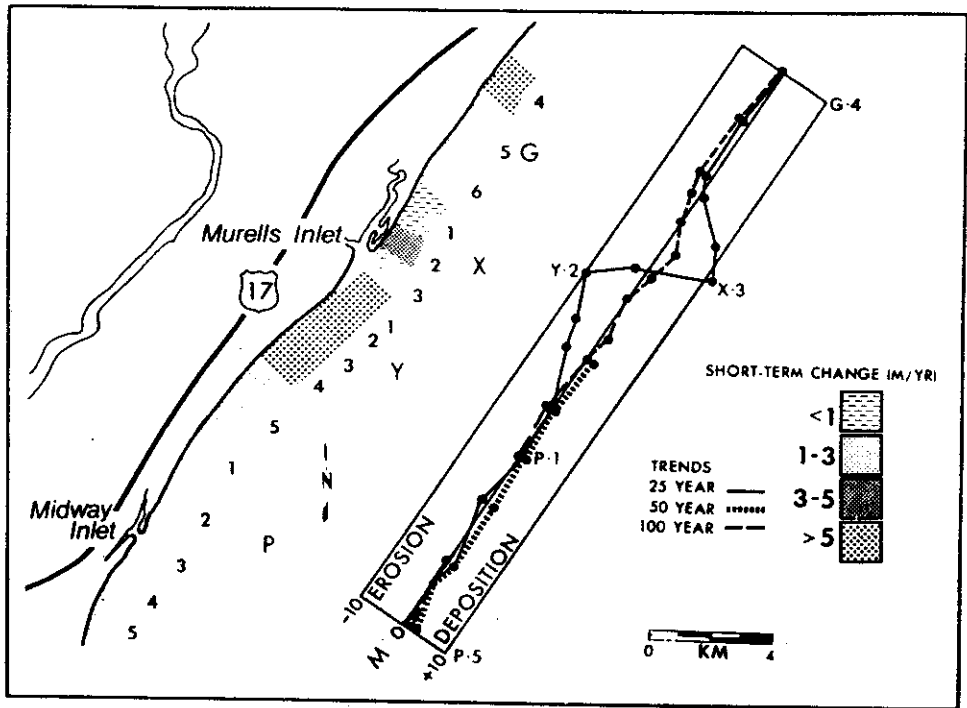 4
G-4
5 G
6
Murells Inlet
1
2
X
3
17
Y-2
X-3
1
2
3
Y
4
5
SHORT-TERM CHANGE (M/YR)
<1
1-3
3-5
>5
TRENDS
25 YEAR
50 YEAR
100 YEAR
N
P-1
1
Midway
Inlet
2
P
3
4
5
EROSION
DEPOSITION
-10
0
+10
M
P-5
0 KM 4